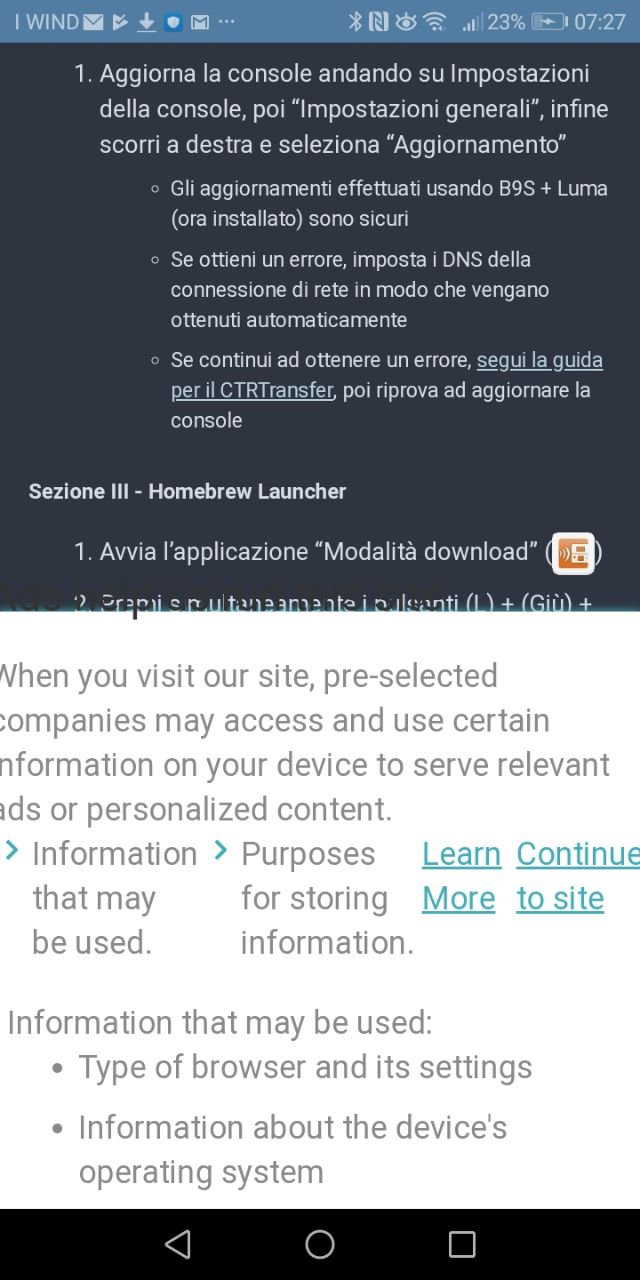 I WIND ... 23% 07:27
1. Aggiorna la console andando su Impostazioni
della console, poi “Impostazioni generali”, infine
scorri a destra e seleziona “Aggiornamento”
◦ Gli aggiornamenti effettuati usando B9S + Luma
(ora installato) sono sicuri
◦ Se ottieni un errore, imposta i DNS della
connessione di rete in modo che vengano
ottenuti automaticamente
◦ Se continui ad ottenere un errore, segui la guida
per il CTRTransfer, poi riprova ad aggiornare la
console
Sezione III - Homebrew Launcher
1. Avvia l’applicazione “Modalità download” ( )
2. Premi simultaneamente i pulsanti (L) + (Giù) +
When you visit our site, pre-selected
companies may access and use certain
information on your device to serve relevant
ads or personalized content.
Information
that may
be used.
Purposes
for storing
information.
Learn
More
Continue
to site
Information that may be used:
• Type of browser and its settings
• Information about the device's
operating system